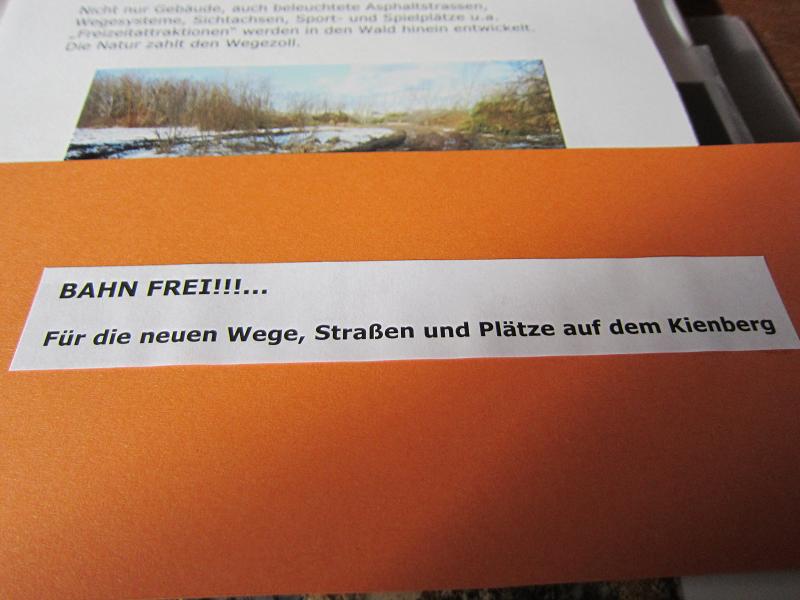 Nicht nur Gebäude, auch beleuchtete Asphaltstrassen,
Wegesysteme, Sichtachsen, Sport- und Spielplätze u.a.
„Freizeitattraktionen" werden in den Wald hinein entwickelt.
Die Natur zahlt den Wegezoll.
BAHN FREI!!!...
Für die neuen Wege, Straßen und Plätze auf dem Kienberg